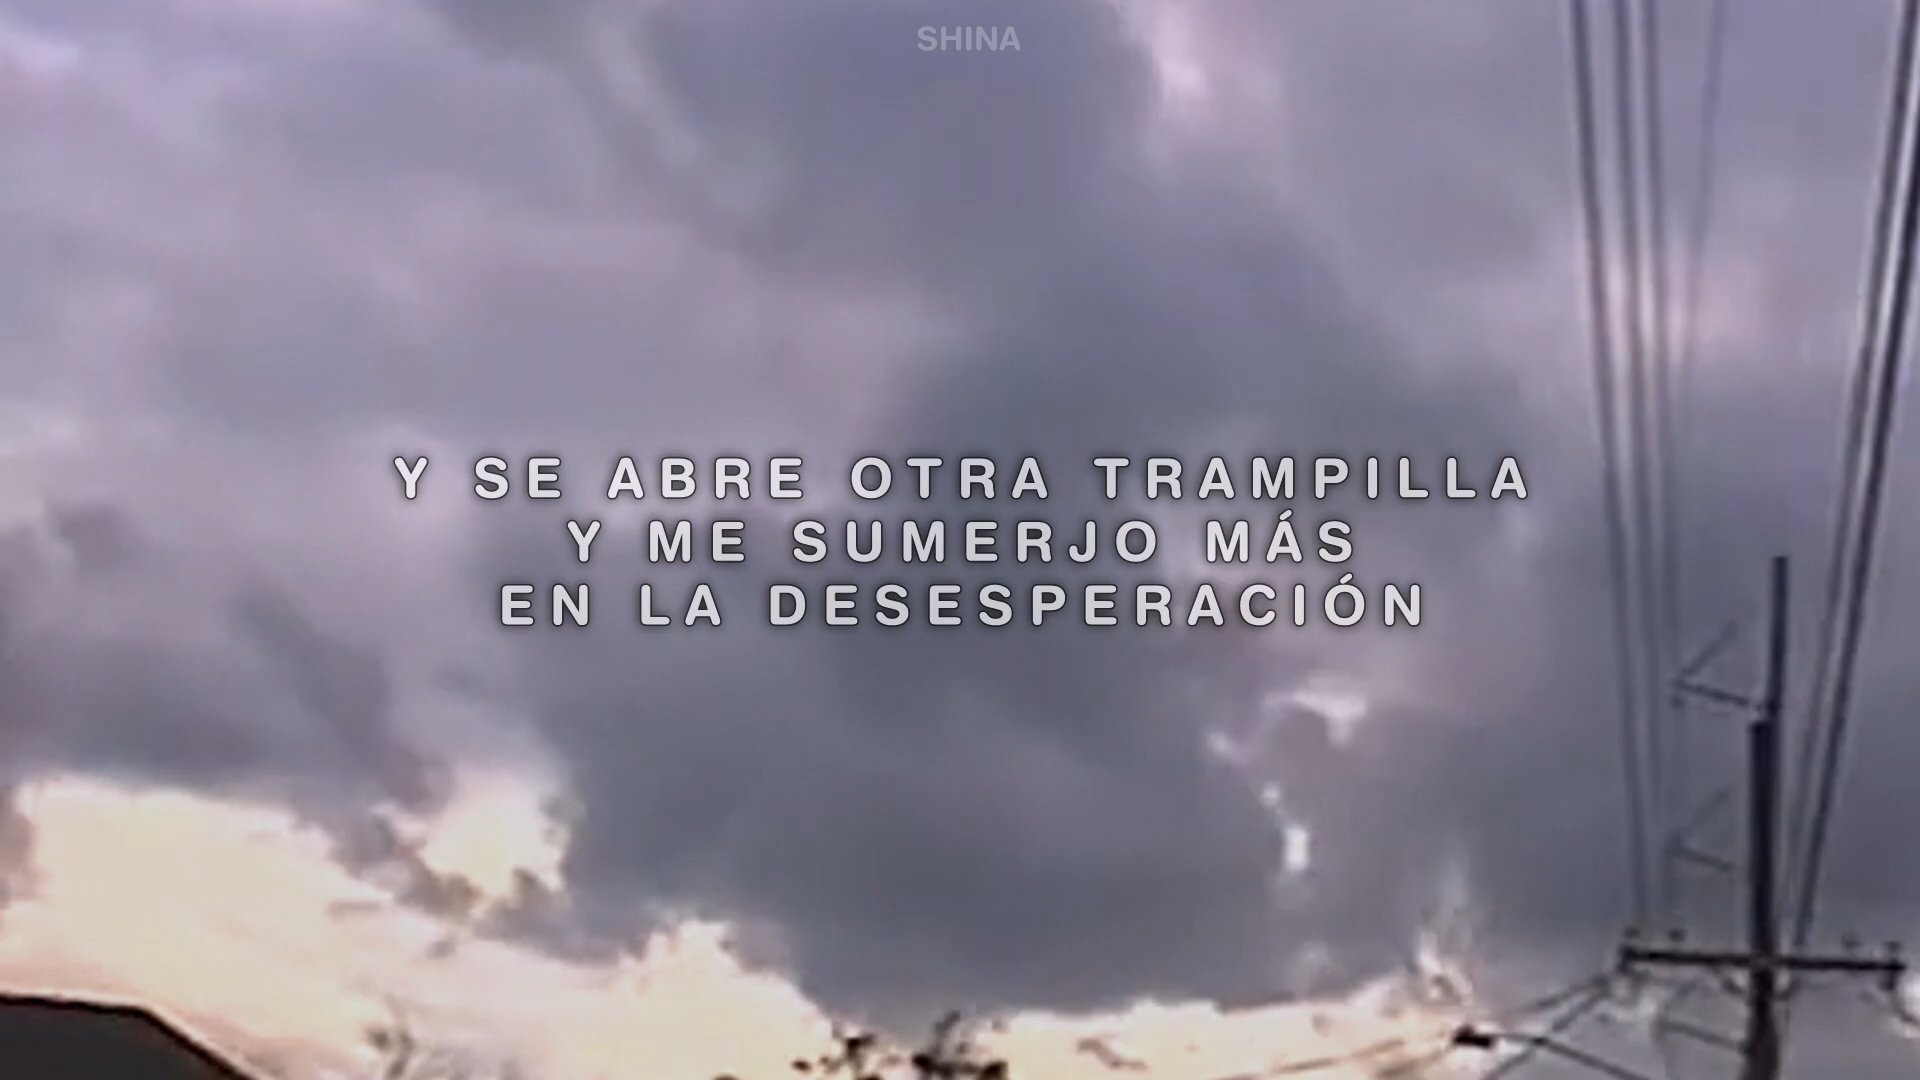 SHINA
Y SE ABRE OTRA TRAMPILLA
Y ME SUMERJO MÁS
EN LA DESESPERACIÓN